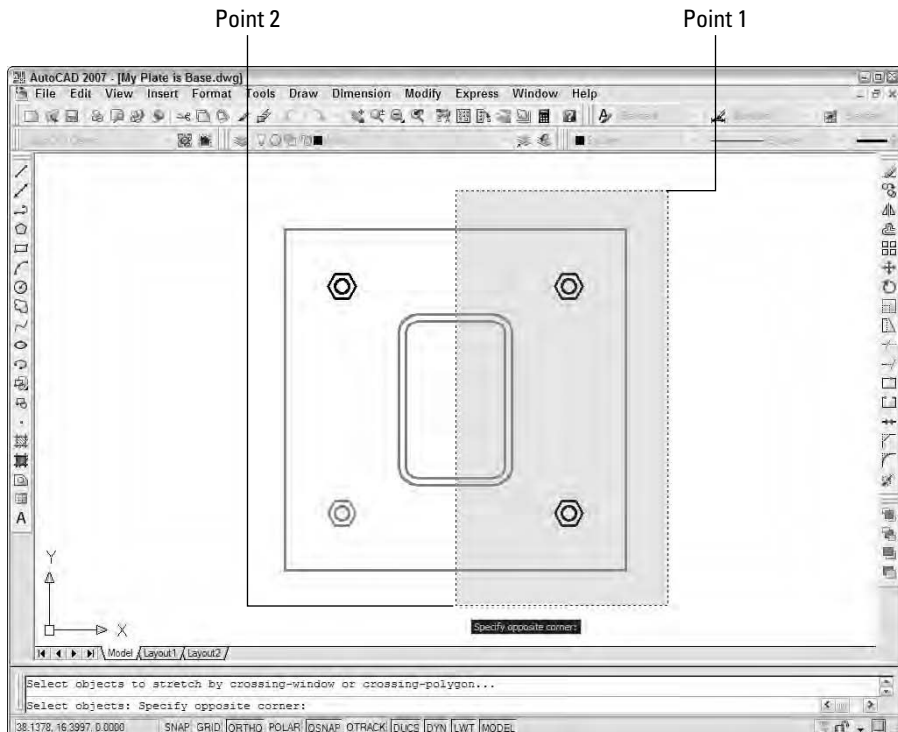 Point 2 Point 1
AutoCAD 2007 - [My Plate is Base.dwg]
File Edit View Insert Format Tools Draw Dimension Modify Express Window Help
A
Y
X
Specify opposite corner:
Model Layout1 Layout2
Select objects to stretch by crossing-window or crossing-polygon...
Select objects: Specify opposite corner:
38.1378, 16.3997, 0.0000 SNAP GRID ORTHO POLAR OSNAP OTRACK DUCS DYN LWT MODEL